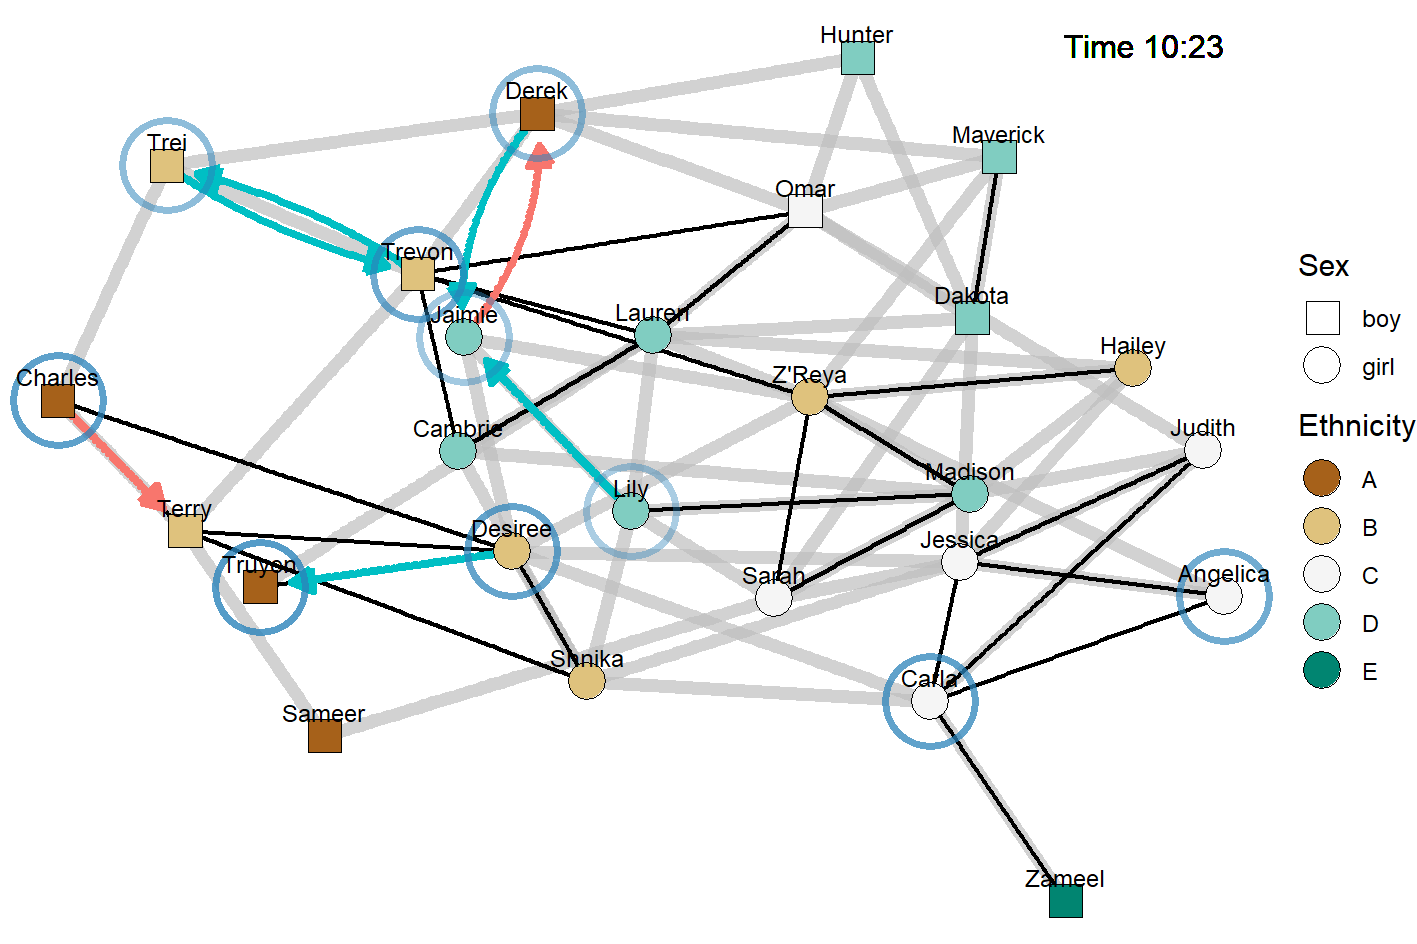 Hunter
Time 10:23
Derek
Maverick
Trei
Omar
Trevon
Dakota
Jaimie
Lauren
Hailey
Z'Reya
Charles
Cambrie
Judith
Madison
Lily
Terry
Desiree
Jessica
Truyon
Sarah
Angelica
Shnika
Carla
Sameer
Zameel
Sex
boy
girl
Ethnicity
A
B
C
D
E